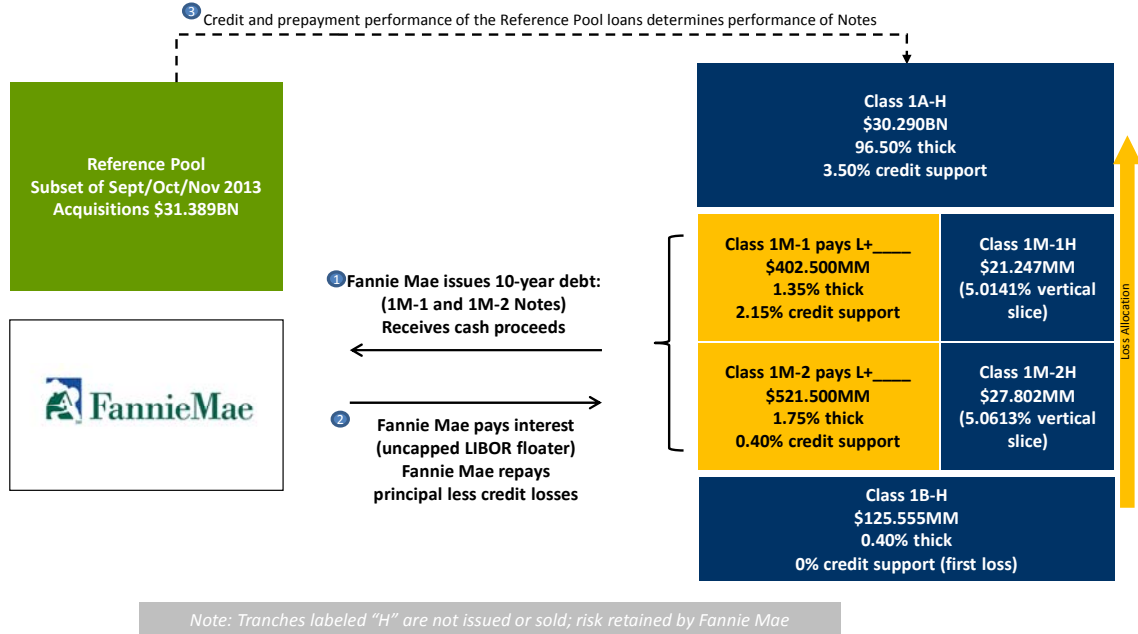 3 Credit and prepayment performance of the Reference Pool loans determines performance of Notes
Reference Pool
Subset of Sept/Oct/Nov 2013
Acquisitions $31.389BN
FannieMae
1 Fannie Mae issues 10-year debt:
(1M-1 and 1M-2 Notes)
Receives cash proceeds
2 Fannie Mae pays interest
(uncapped LIBOR floater)
Fannie Mae repays
principal less credit losses
Class 1A-H
$30.290BN
96.50% thick
3.50% credit support
Class 1M-1 pays L+____
$402.500MM
1.35% thick
2.15% credit support
Class 1M-1H
$21.247MM
(5.0141% vertical
slice)
Class 1M-2 pays L+____
$521.500MM
1.75% thick
0.40% credit support
Class 1M-2H
$27.802MM
(5.0613% vertical
slice)
Class 1B-H
$125.555MM
0.40% thick
0% credit support (first loss)
Loss Allocation
Note: Tranches labeled “H” are not issued or sold; risk retained by Fannie Mae